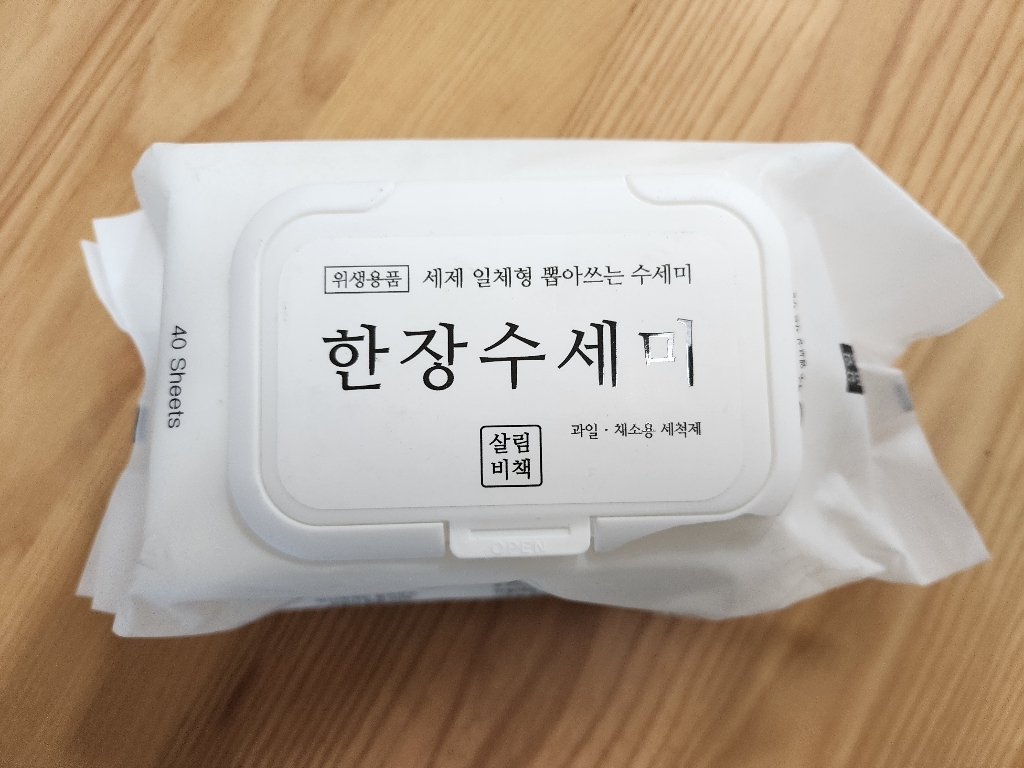 위생용품 세제 일체형 뽑아쓰는 수세미
한장수세미
과일 · 채소용 세척제
살림
비책
OPEN
40 Sheets